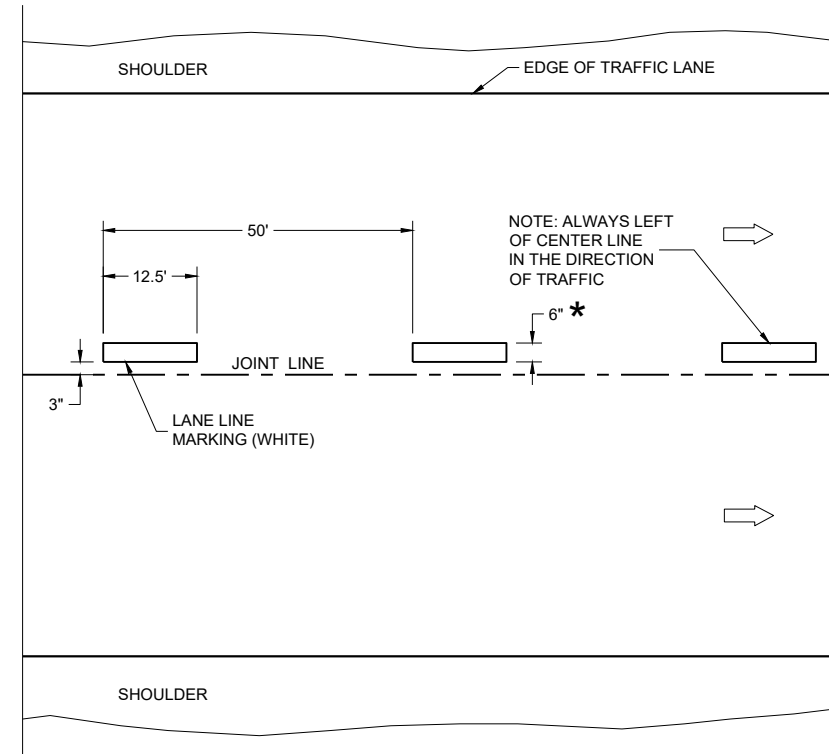 SHOULDER
EDGE OF TRAFFIC LANE
50'
NOTE: ALWAYS LEFT
OF CENTER LINE
IN THE DIRECTION
OF TRAFFIC
12.5'
6" *
JOINT LINE
3"
LANE LINE
MARKING (WHITE)
SHOULDER